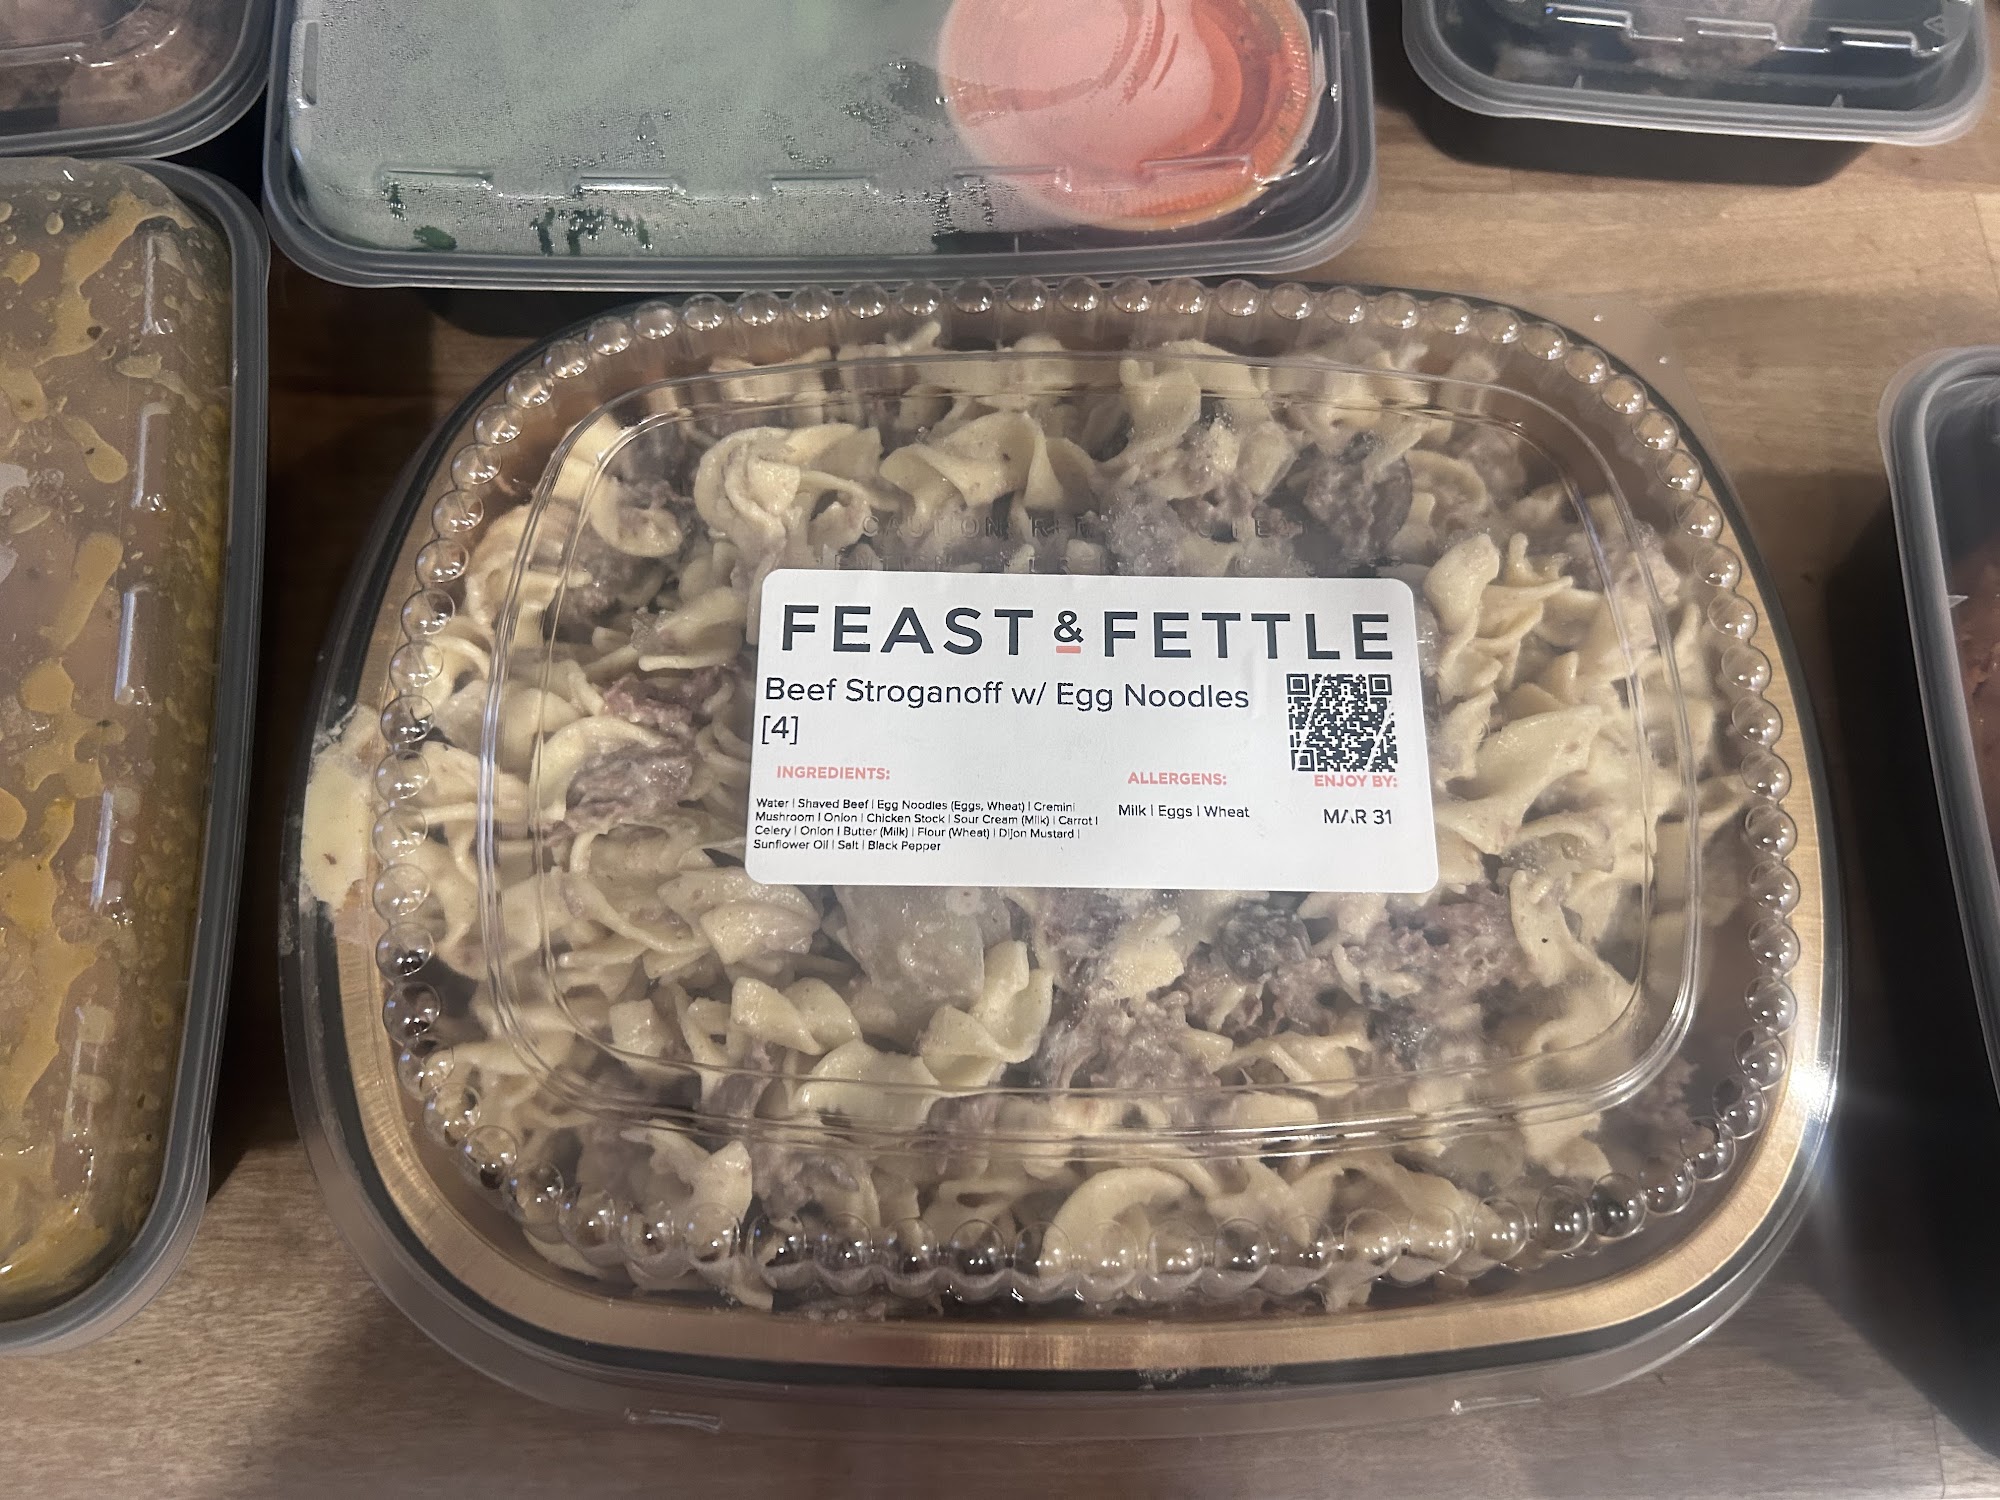 FEAST & FETTLE
Beef Stroganoff w/ Egg Noodles
[4]
INGREDIENTS:
Water | Shaved Beef | Egg Noodles (Eggs, Wheat) | Cremini
Mushroom | Onion | Chicken Stock | Sour Cream (Milk) | Carrot |
Celery | Onion | Butter (Milk) | Flour (Wheat) | Dijon Mustard |
Sunflower Oil | Salt | Black Pepper
ALLERGENS:
Milk | Eggs | Wheat
ENJOY BY:
MAR 31
CAUTION